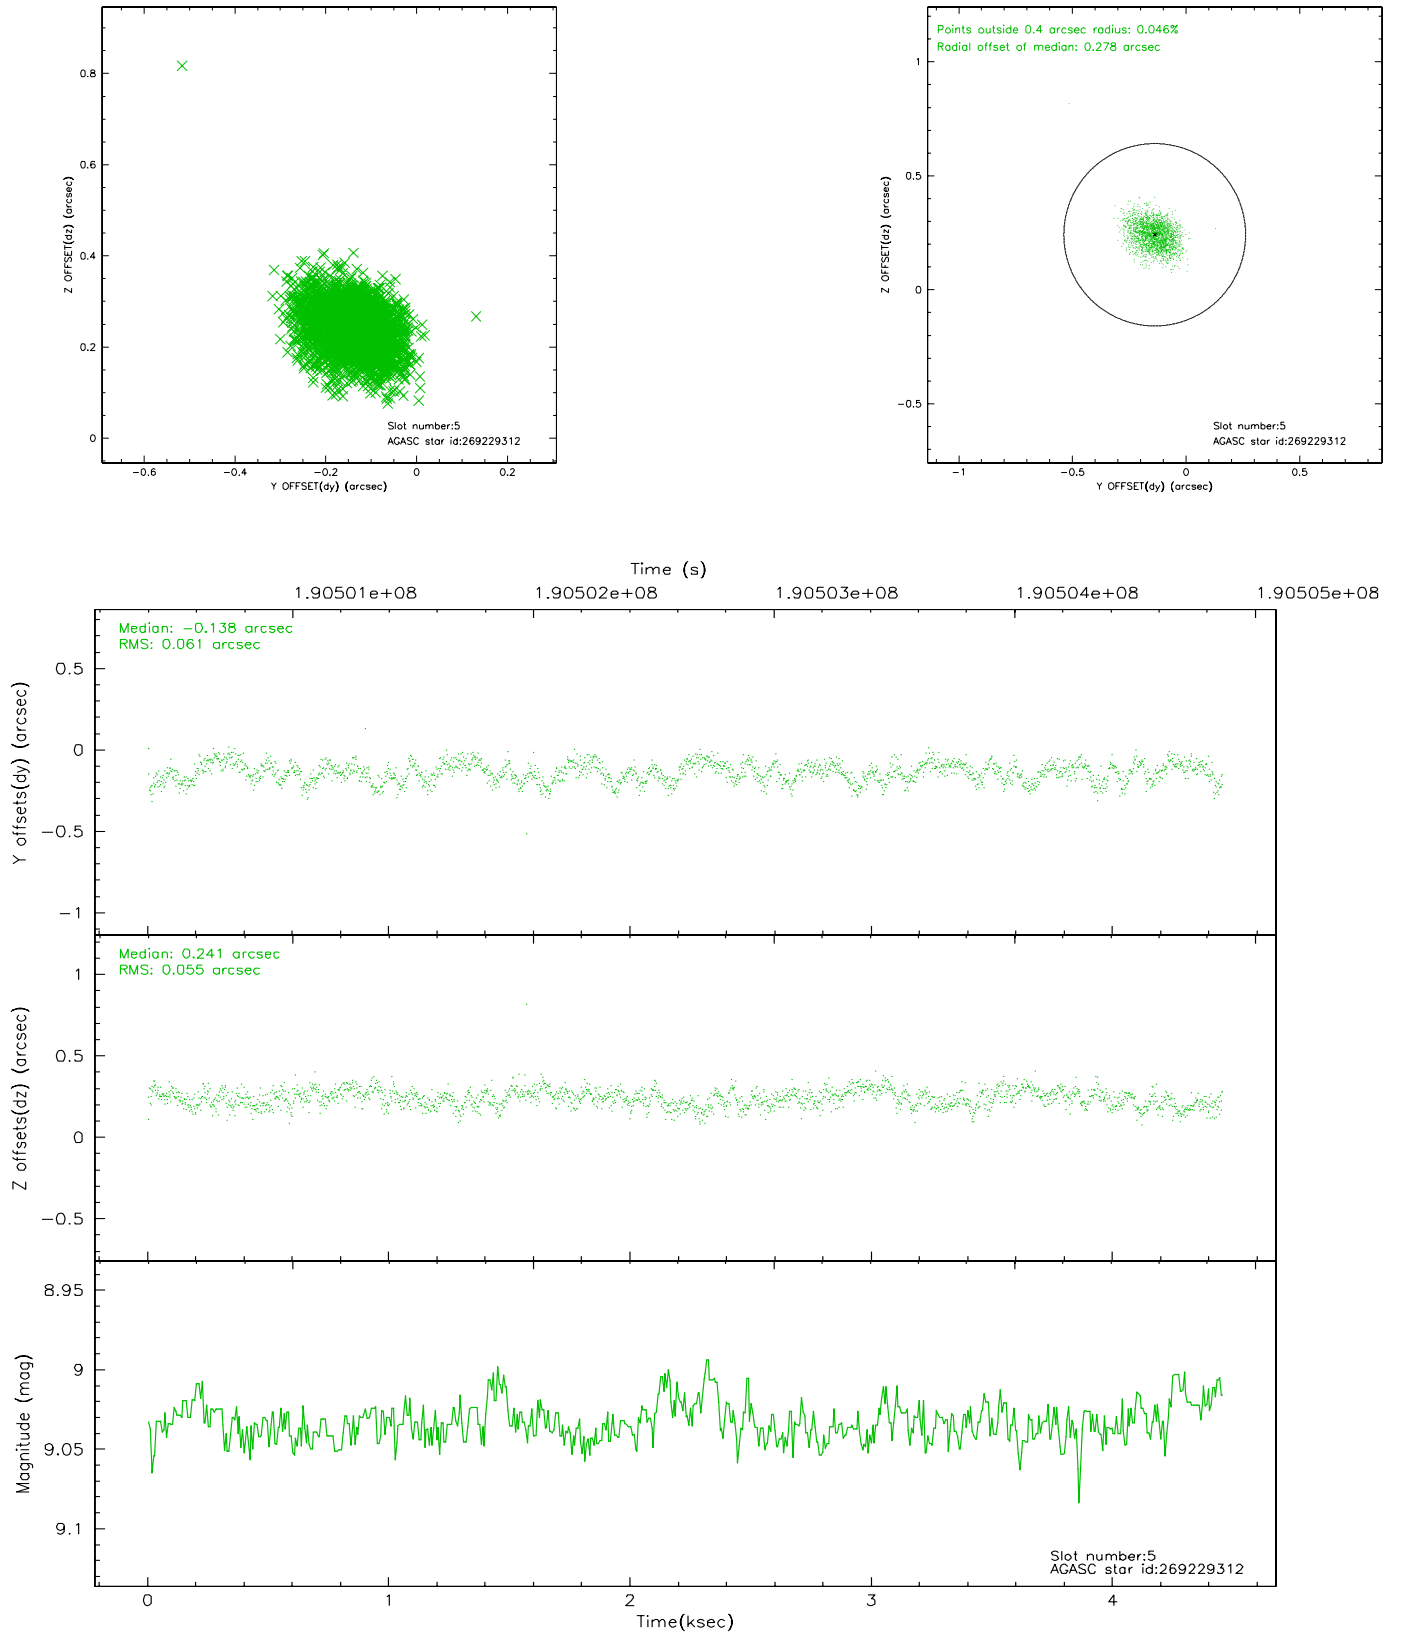 0.8
0.6
0.4
0.2
0
Z OFFSET(dz) (arcsec)
Slot number:5
AGASC star id:269229312
−0.6 −0.4 −0.2 0 0.2
Y OFFSET(dy) (arcsec)
Points outside 0.4 arcsec radius: 0.046%
Radial offset of median: 0.278 arcsec
1
0.5
0
−0.5
Z OFFSET(dz) (arcsec)
Slot number:5
AGASC star id:269229312
−1 −0.5 0 0.5
Y OFFSET(dy) (arcsec)
Time (s)
1.90501e+08 1.90502e+08 1.90503e+08 1.90504e+08 1.90505e+08
Median: −0.138 arcsec
RMS: 0.061 arcsec
0.5
0
−0.5
−1
Y offsets(dy) (arcsec)
Median: 0.241 arcsec
RMS: 0.055 arcsec
1
0.5
0
−0.5
Z offsets(dz) (arcsec)
8.95
9
9.05
9.1
Magnitude (mag)
Slot number:5
AGASC star id:269229312
0 1 2 3 4
Time(ksec)